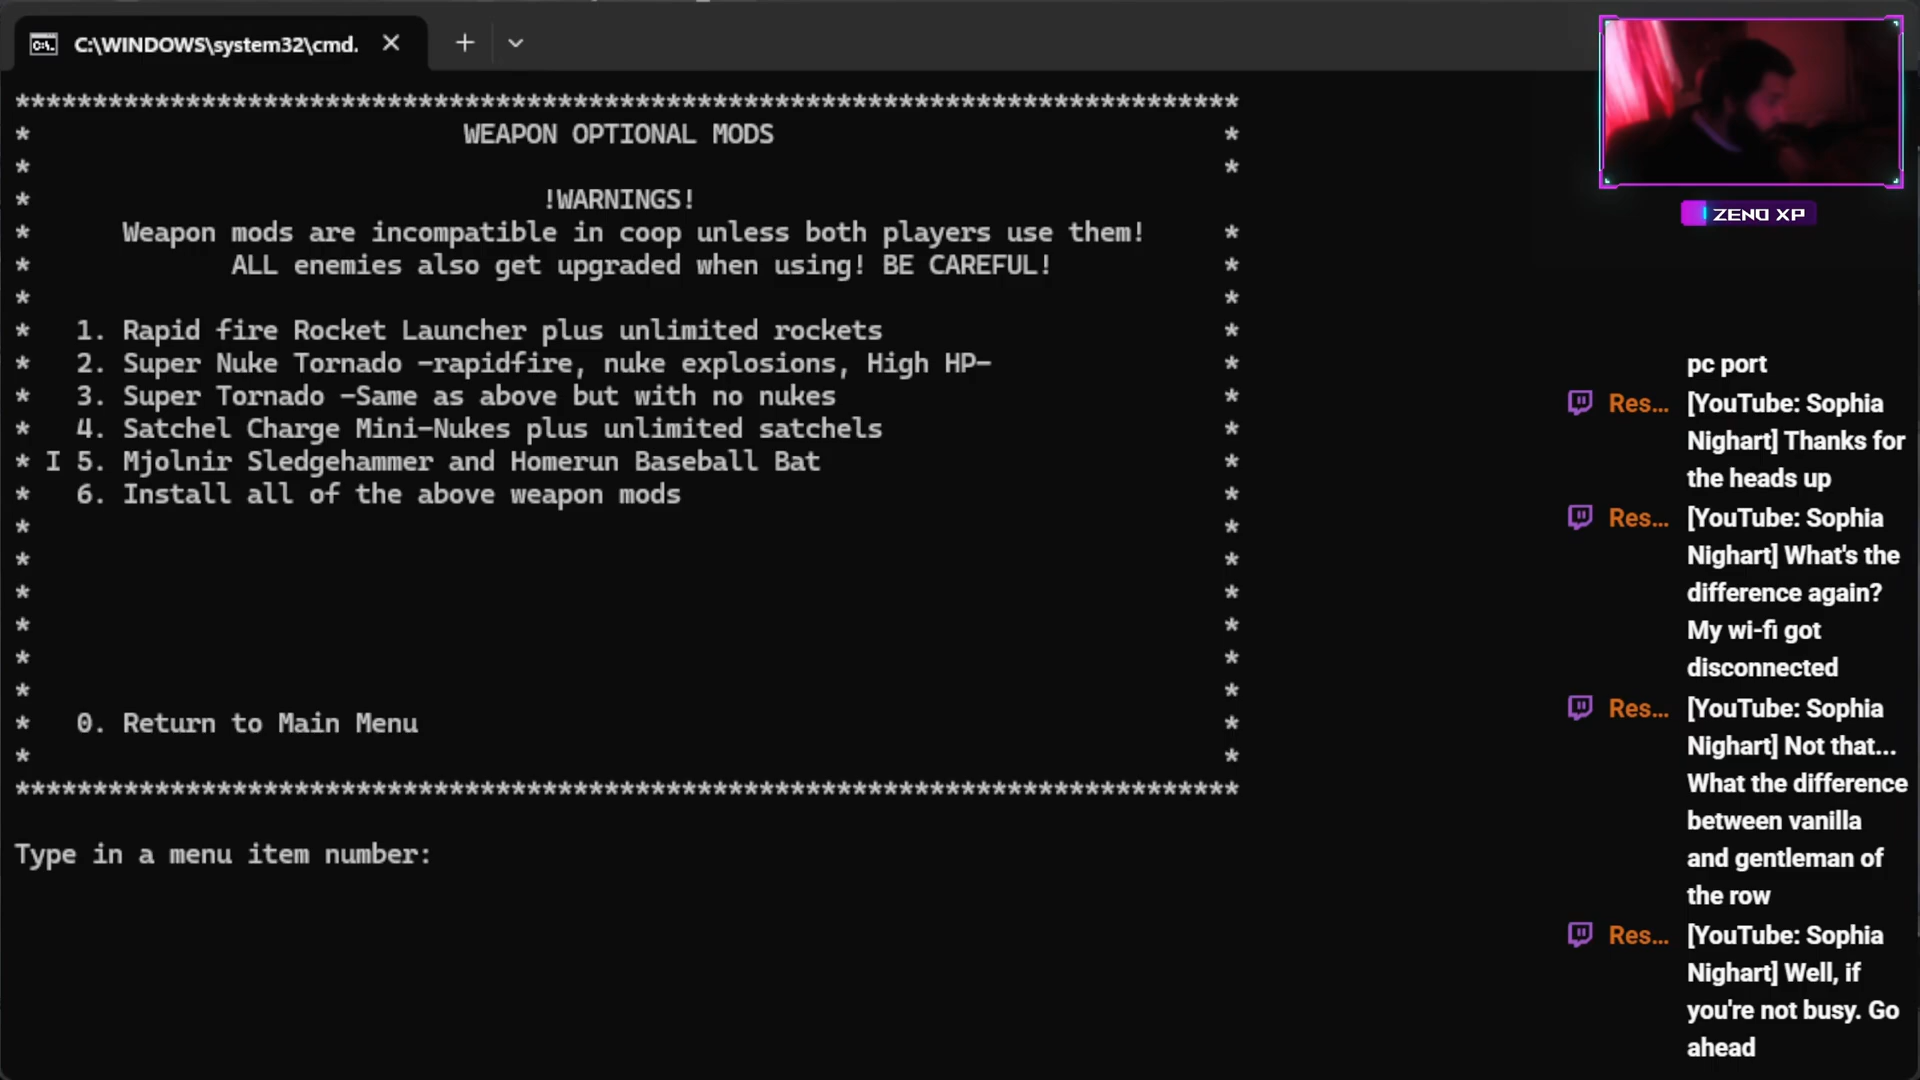 C:\WINDOWS\system32\cmd.
*******************************************************************************
* WEAPON OPTIONAL MODS *
* *
* !WARNINGS!
* Weapon mods are incompatible in coop unless both players use them! *
* ALL enemies also get upgraded when using! BE CAREFUL! *
* *
* 1. Rapid fire Rocket Launcher plus unlimited rockets *
* 2. Super Nuke Tornado -rapidfire, nuke explosions, High HP- *
* 3. Super Tornado -Same as above but with no nukes *
* 4. Satchel Charge Mini-Nukes plus unlimited satchels *
* 5. Mjolnir Sledgehammer and Homerun Baseball Bat *
* 6. Install all of the above weapon mods *
* *
* *
* *
* *
* *
* *
* 0. Return to Main Menu *
* *
*******************************************************************************
Type in a menu item number:
ZENO XP
pc port
Res... [YouTube: Sophia
Nighart] Thanks for
the heads up
Res... [YouTube: Sophia
Nighart] What's the
difference again?
My wi-fi got
disconnected
Res... [YouTube: Sophia
Nighart] Not that...
What the difference
between vanilla
and gentleman of
the row
Res... [YouTube: Sophia
Nighart] Well, if
you're not busy. Go
ahead